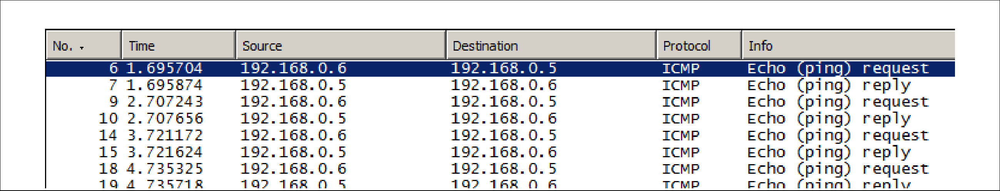 No. Time Source Destination Protocol Info
6 1.695704 192.168.0.6 192.168.0.5 ICMP Echo (ping) request
7 1.695874 192.168.0.5 192.168.0.6 ICMP Echo (ping) reply
9 2.707243 192.168.0.6 192.168.0.5 ICMP Echo (ping) request
10 2.707656 192.168.0.5 192.168.0.6 ICMP Echo (ping) reply
14 3.721172 192.168.0.6 192.168.0.5 ICMP Echo (ping) request
15 3.721624 192.168.0.5 192.168.0.6 ICMP Echo (ping) reply
18 4.735325 192.168.0.6 192.168.0.5 ICMP Echo (ping) request
19 4.735718 192.168.0.5 192.168.0.6 ICMP Echo (ping) reply